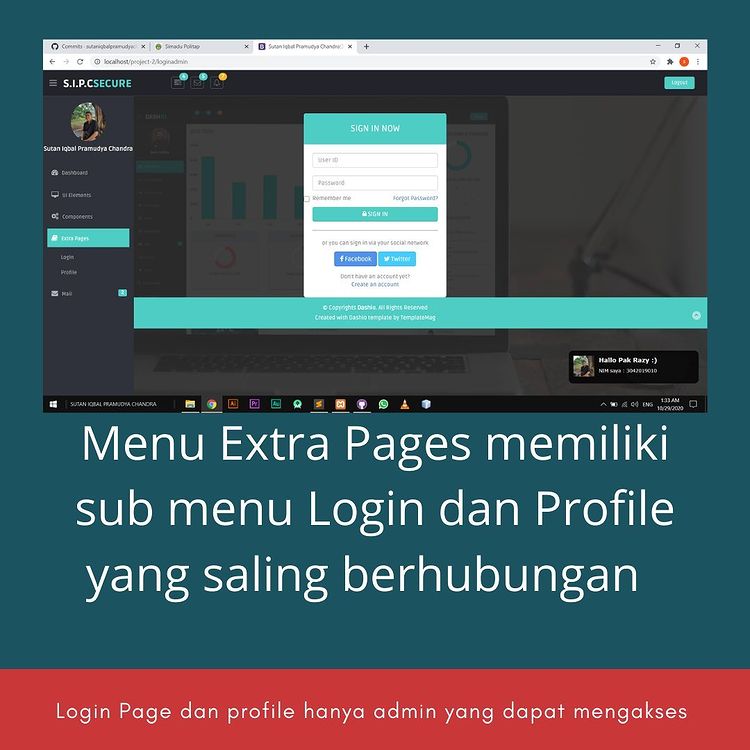 Commits · sutaniqbalpramudya
Simadu Politap
Sutan Iqbal Pramudya Chandra
localhost/project-2/loginadmin
S.I.P.CSECURE
4
5
7
Logout
Sutan Iqbal Pramudya Chandra
Dashboard
UI Elements
Components
Extra Pages
Login
Profile
Mail
2
SIGN IN NOW
User ID
Password
Remember me
Forgot Password?
SIGN IN
or you can sign in via your social network
Facebook
Twitter
Don't have an account yet?
Create an account
© Copyrights Dashio. All Rights Reserved
Created with Dashio template by TemplateMag
Hallo Pak Razy :)
NIM saya : 3042019010
SUTAN IQBAL PRAMUDYA CHANDRA
ENG
1:33 AM
10/29/2020
Menu Extra Pages memiliki
sub menu Login dan Profile
yang saling berhubungan
Login Page dan profile hanya admin yang dapat mengakses